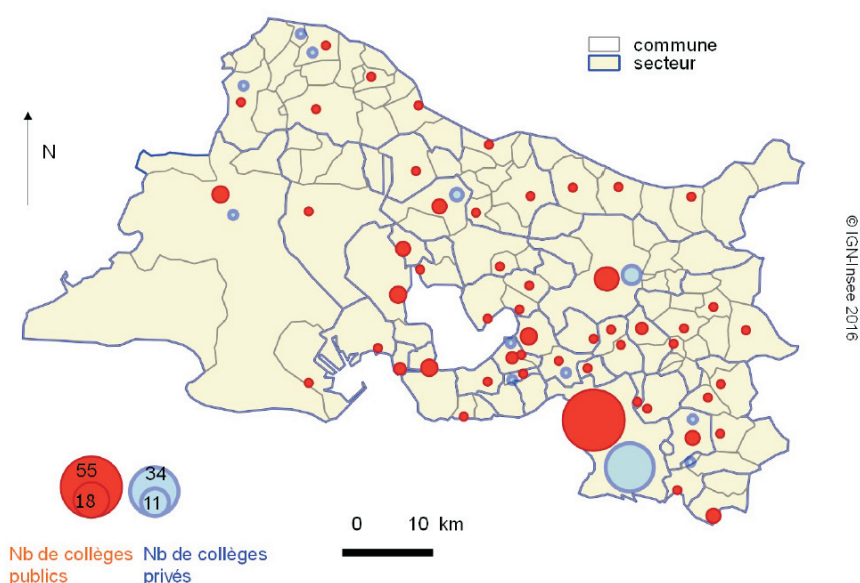 commune
secteur
N
© IGN-Insee 2016
55
18
34
11
0 10 km
Nb de collèges
publics
Nb de collèges
privés